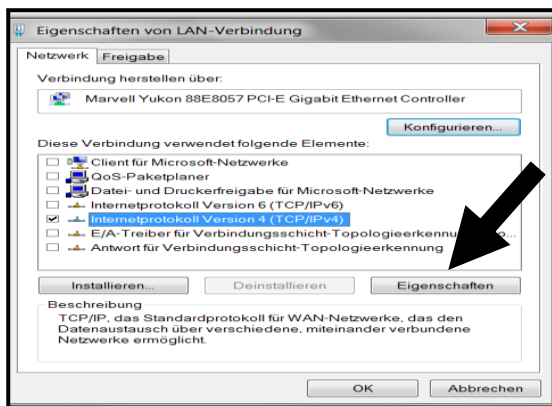 Eigenschaften von LAN-Verbindung
Netzwerk Freigabe
Verbindung herstellen über:
Marvell Yukon 88E8057 PCI-E Gigabit Ethernet Controller
Konfigurieren...
Diese Verbindung verwendet folgende Elemente:
Client für Microsoft-Netzwerke
QoS-Paketplaner
Datei- und Druckerfreigabe für Microsoft-Netzwerke
Internetprotokoll Version 6 (TCP/IPv6)
Internetprotokoll Version 4 (TCP/IPv4)
E/A-Treiber für Verbindungsschicht-Topologieerkennun
Antwort für Verbindungsschicht-Topologieerkennung
Installieren... Deinstallieren Eigenschaften
Beschreibung
TCP/IP, das Standardprotokoll für WAN-Netzwerke, das den
Datenaustausch über verschiedene, miteinander verbundene
Netzwerke ermöglicht.
OK Abbrechen